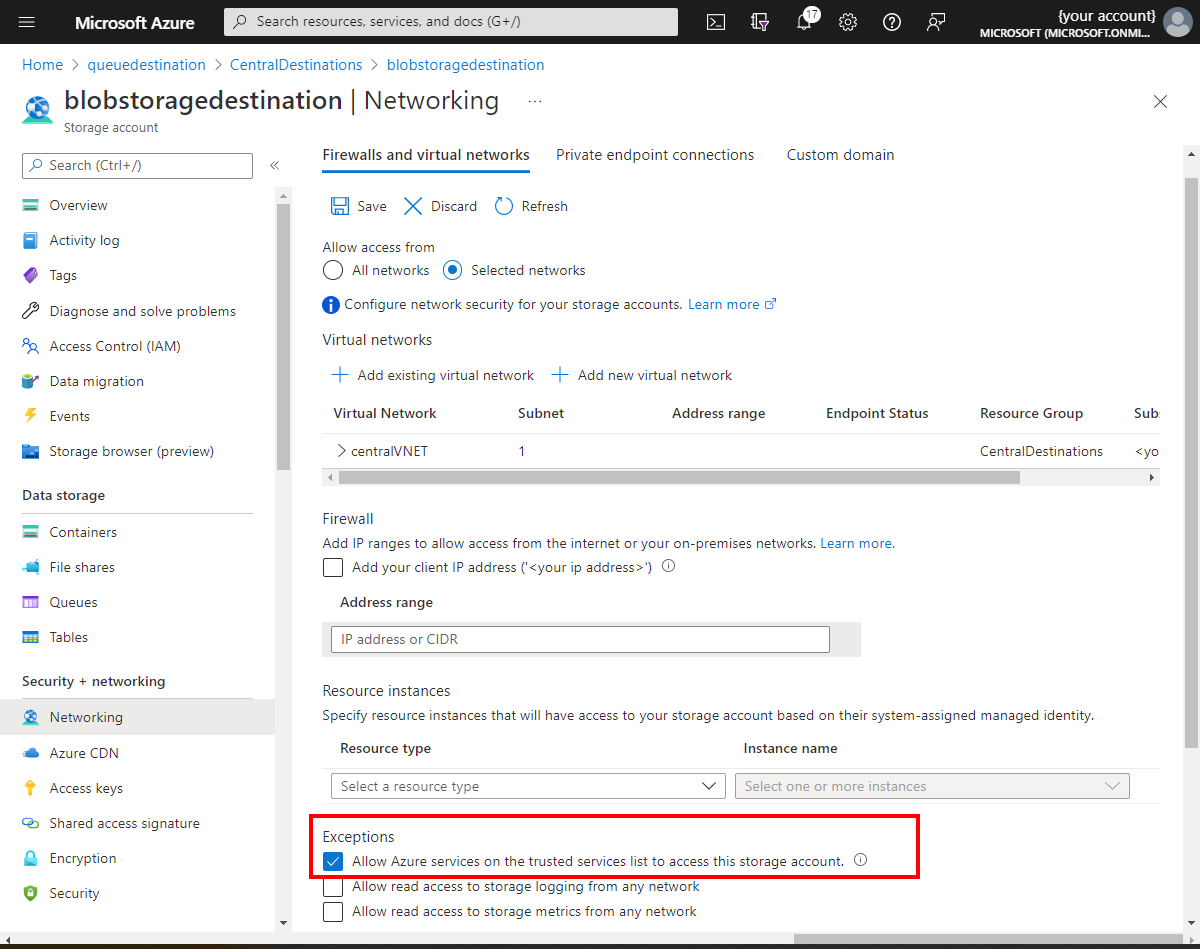 Microsoft Azure
Search resources, services, and docs (G+/)
17
{your account}
MICROSOFT (MICROSOFT.ONMI...
Home > queuedestination > CentralDestinations > blobstoragedestination
blobstoragedestination | Networking ...
Storage account
Search (Ctrl+/)
«
Overview
Activity log
Tags
Diagnose and solve problems
Access Control (IAM)
Data migration
Events
Storage browser (preview)
Data storage
Containers
File shares
Queues
Tables
Security + networking
Networking
Azure CDN
Access keys
Shared access signature
Encryption
Security
Firewalls and virtual networks Private endpoint connections Custom domain
Save Discard Refresh
Allow access from
All networks Selected networks
Configure network security for your storage accounts. Learn more
Virtual networks
Add existing virtual network Add new virtual network
Virtual Network Subnet Address range Endpoint Status Resource Group Subs
centralVNET 1 CentralDestinations <yo
Firewall
Add IP ranges to allow access from the internet or your on-premises networks. Learn more.
Add your client IP address ('<your ip address>')
Address range
IP address or CIDR
Resource instances
Specify resource instances that will have access to your storage account based on their system-assigned managed identity.
Resource type Instance name
Select a resource type Select one or more instances
Exceptions
Allow Azure services on the trusted services list to access this storage account.
Allow read access to storage logging from any network
Allow read access to storage metrics from any network